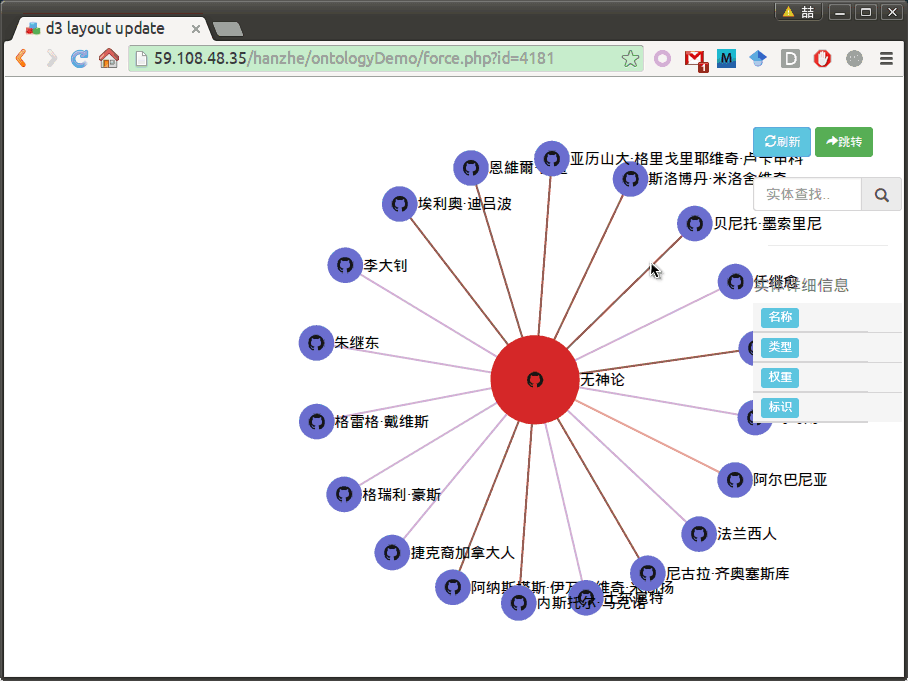 喆
d3 layout update
59.108.48.35/hanzhe/ontologyDemo/force.php?id=4181
1
M
D
刷新
跳转
实体查找..
实体详细信息
名称
类型
权重
标识
亚历山大·格里戈里耶维奇·卢卡申科
恩維爾·
斯洛博丹·米洛舍维奇
埃利奥·迪吕波
贝尼托·墨索里尼
李大钊
任继愈
朱继东
无神论
格雷格·戴维斯
阿尔巴尼亚
格瑞利·豪斯
法兰西人
捷克裔加拿大人
尼古拉·齐奥塞斯库
阿纳斯塔斯·伊万诺维奇·米高扬
内斯托尔·马克诺